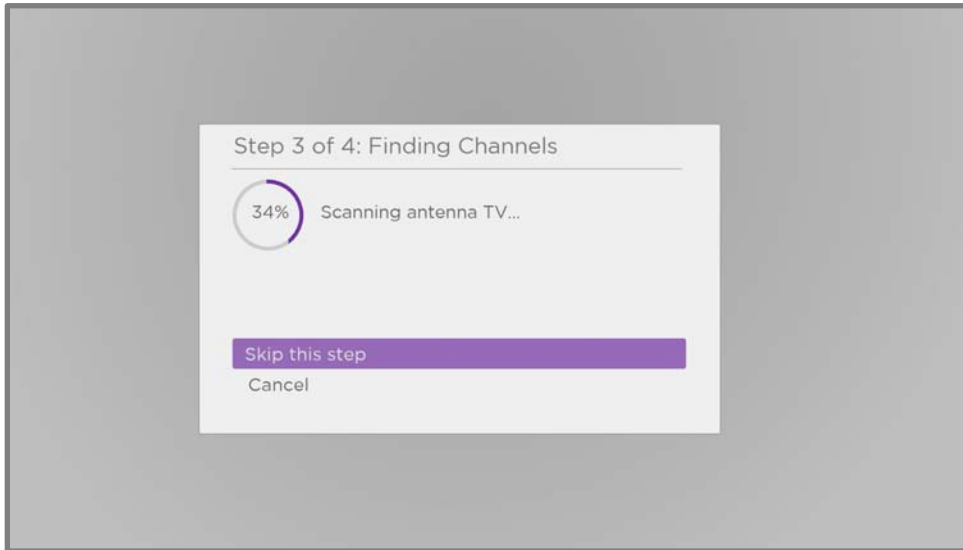 Step 3 of 4: Finding Channels
34% Scanning antenna TV...
Skip this step
Cancel